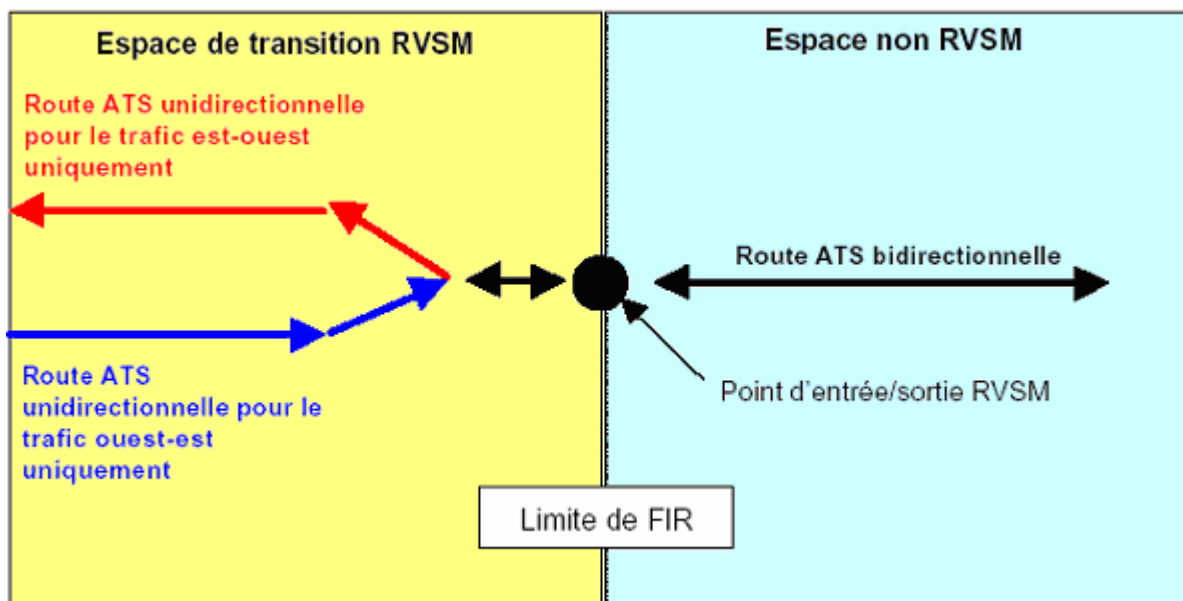 Espace de transition RVSM
Espace non RVSM
Route ATS unidirectionnelle
pour le trafic est-ouest
uniquement
Route ATS bidirectionnelle
Route ATS
unidirectionnelle pour le
trafic ouest-est
uniquement
Point d'entrée/sortie RVSM
Limite de FIR